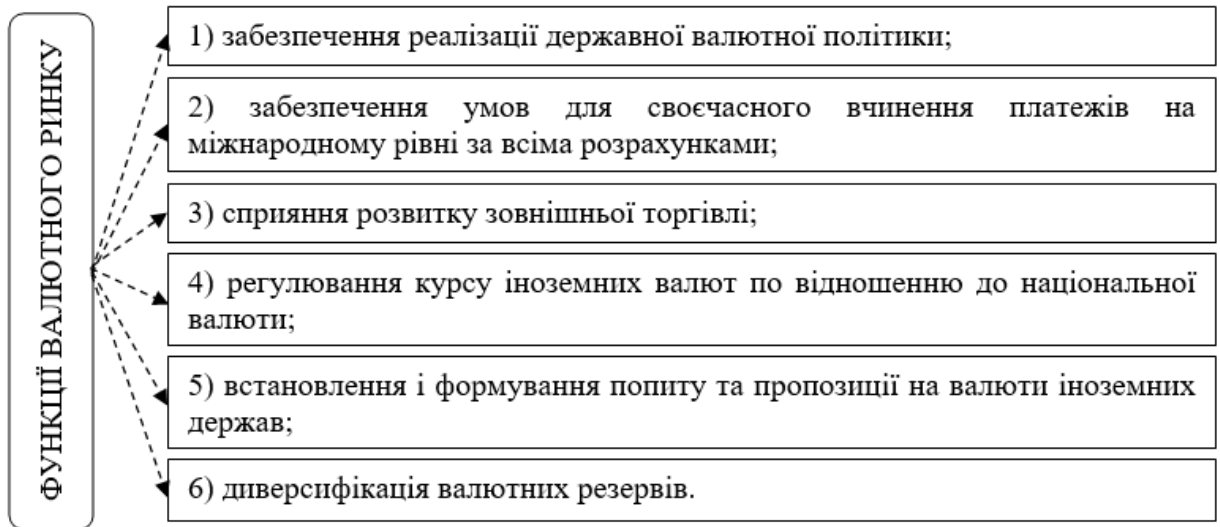 ФУНКЦІЇ ВАЛЮТНОГО РИНКУ
1) забезпечення реалізації державної валютної політики;
2) забезпечення умов для своєчасного вчинення платежів на
міжнародному рівні за всіма розрахунками;
3) сприяння розвитку зовнішньої торгівлі;
4) регулювання курсу іноземних валют по відношенню до національної
валюти;
5) встановлення і формування попиту та пропозиції на валюти іноземних
держав;
6) диверсифікація валютних резервів.